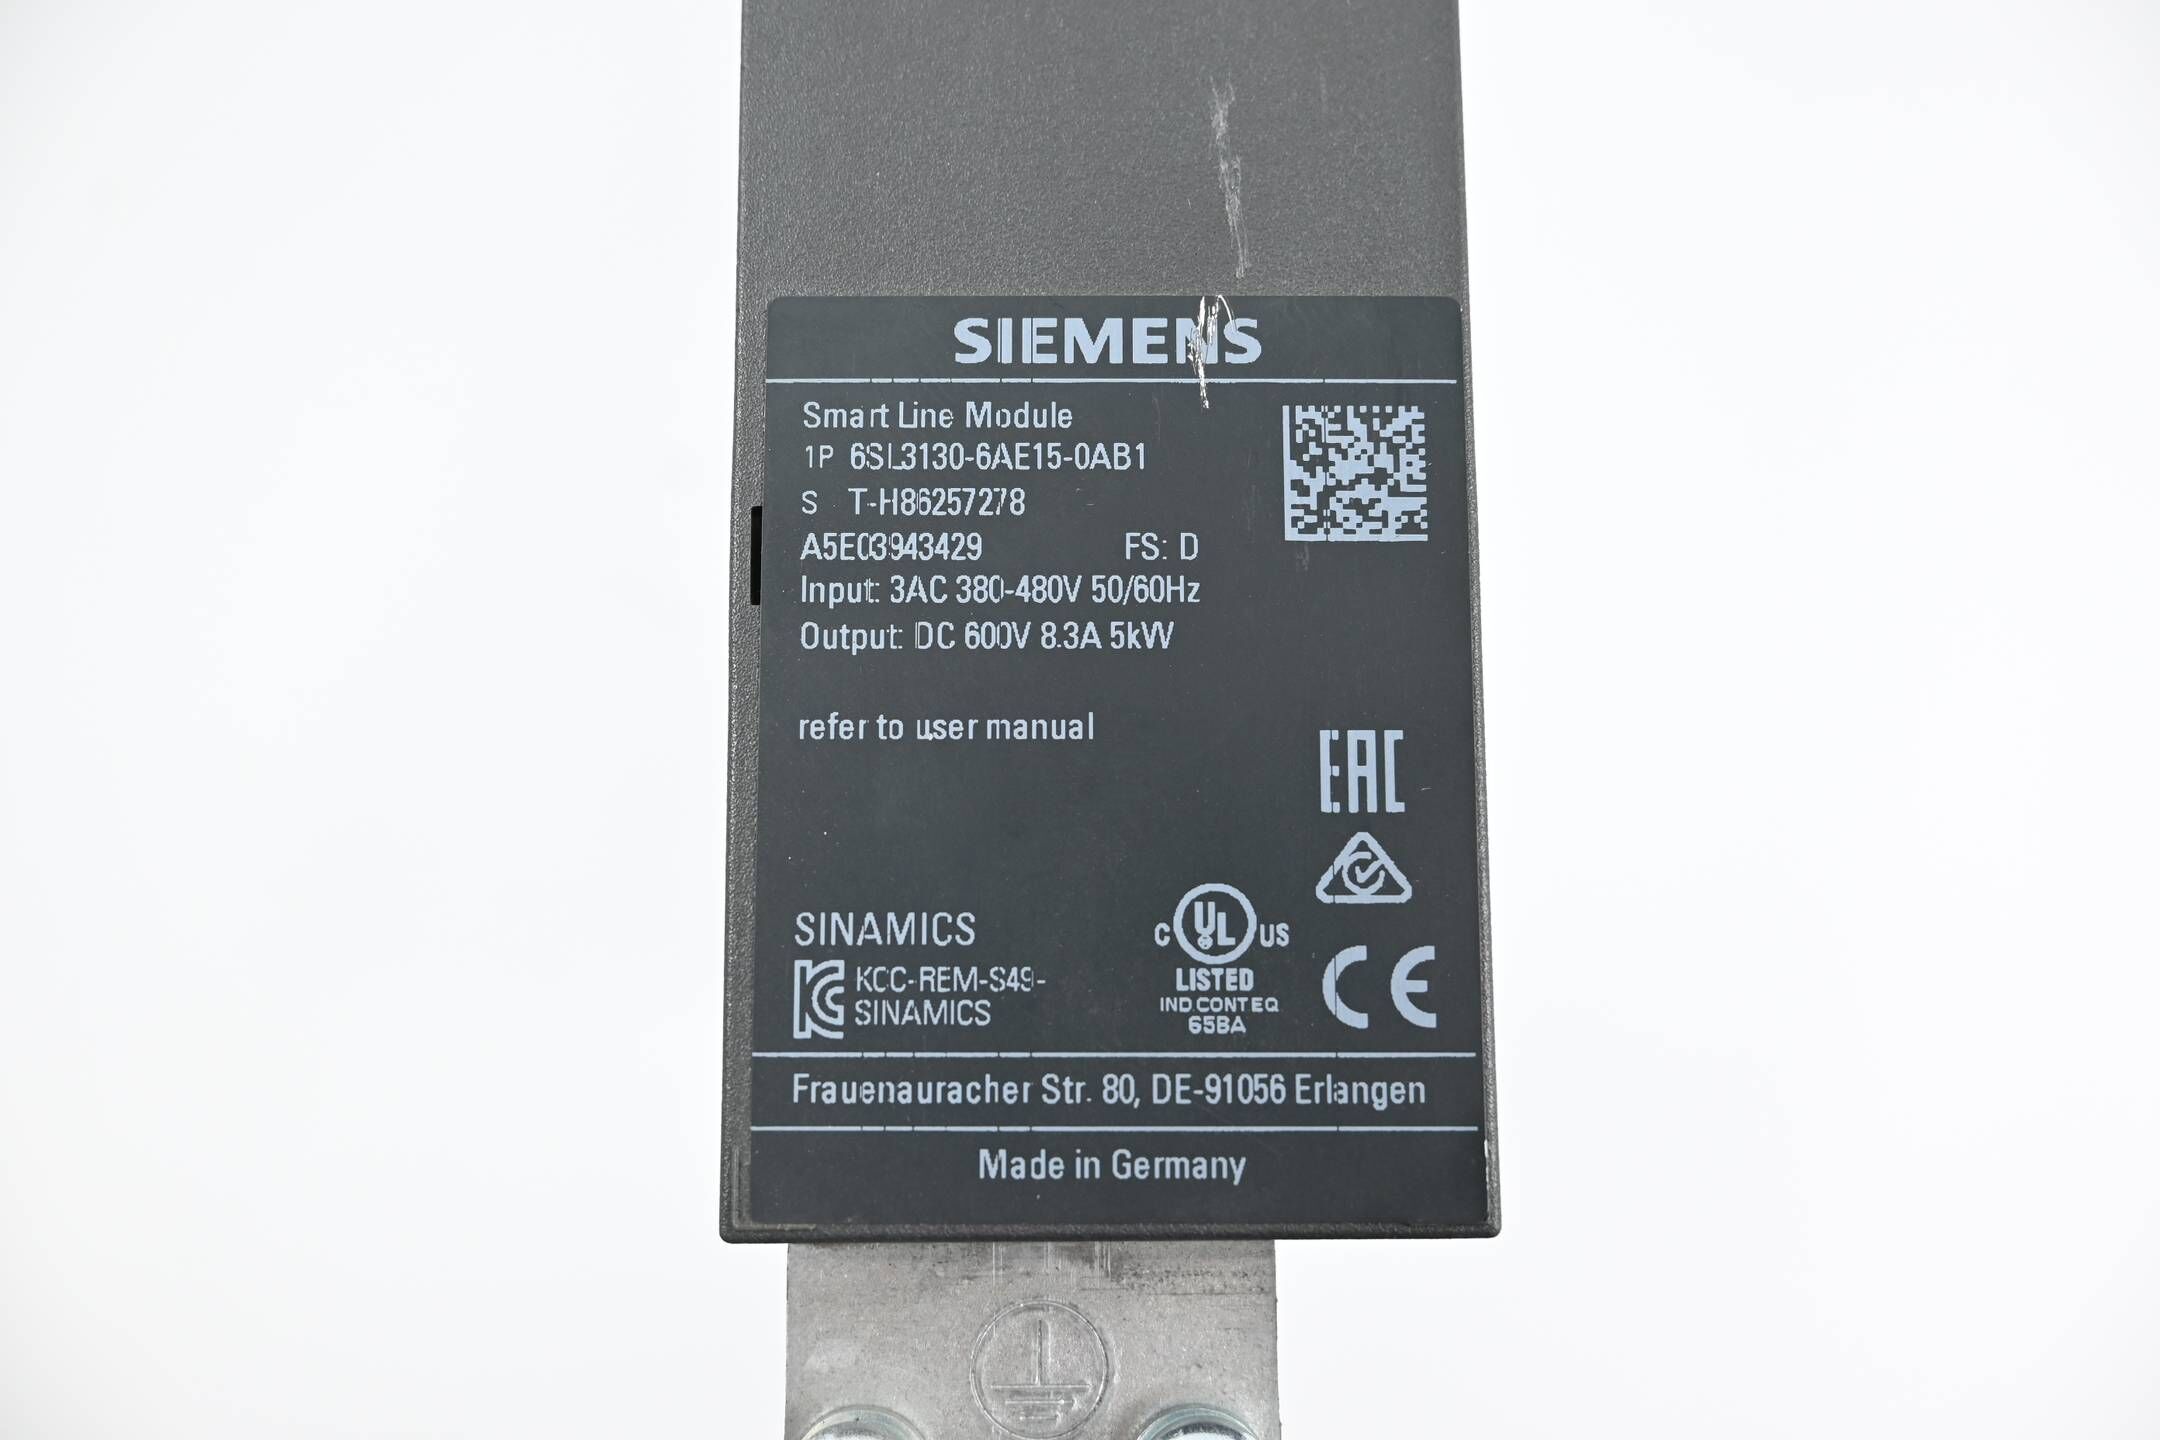 SIEMENS
Smart Line Module
1P 6SL3130-6AE15-0AB1
S T-H86257278
A5E03943429 FS: D
Input: 3AC 380-480V 50/60Hz
Output: DC 600V 8.3A 5kW
refer to user manual
EAC
SINAMICS
C UL US
LISTED
IND.CONT.EQ
65BA
KCC-REM-S49-
SINAMICS
CE
Frauenauracher Str. 80, DE-91056 Erlangen
Made in Germany